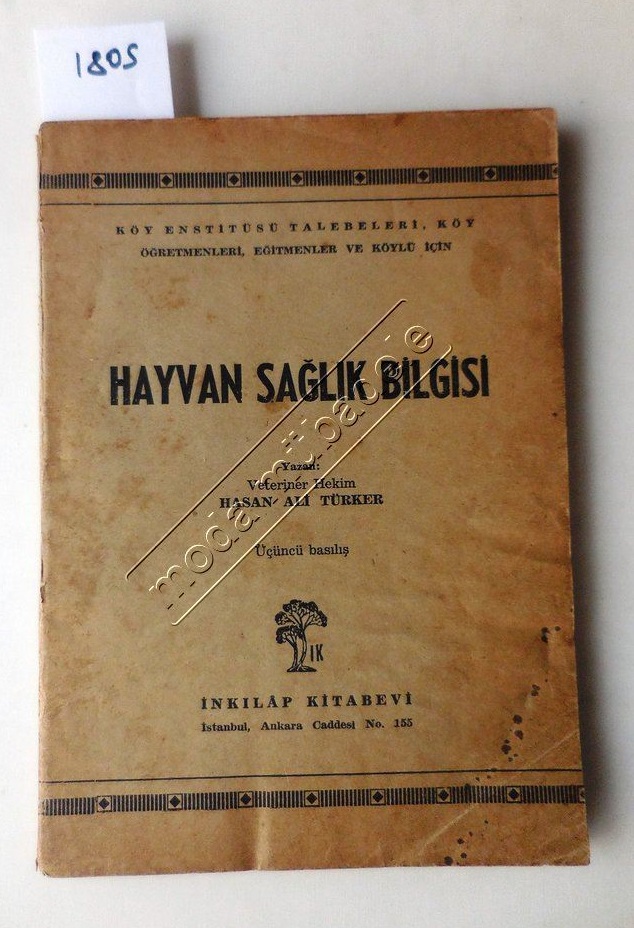 1805
KÖY ENSTİTÜSÜ TALEBELERİ, KÖY
ÖĞRETMENLERİ, EĞİTMENLER VE KÖYLÜ İÇİN
HAYVAN SAĞLIK BİLGİSİ
Yazan:
Veteriner Hekim
HASAN ALİ TÜRKER
Üçüncü basılış
modamüibadele
İK
İNKILÂP KİTABEVİ
İstanbul, Ankara Caddesi No. 155